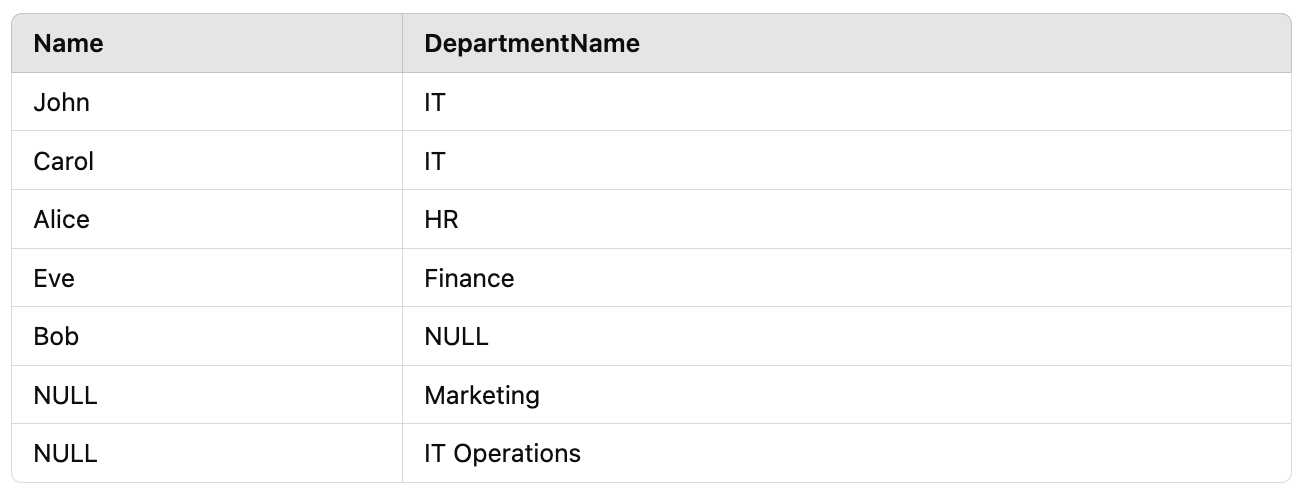 Name DepartmentName
John IT
Carol IT
Alice HR
Eve Finance
Bob NULL
NULL Marketing
NULL IT Operations